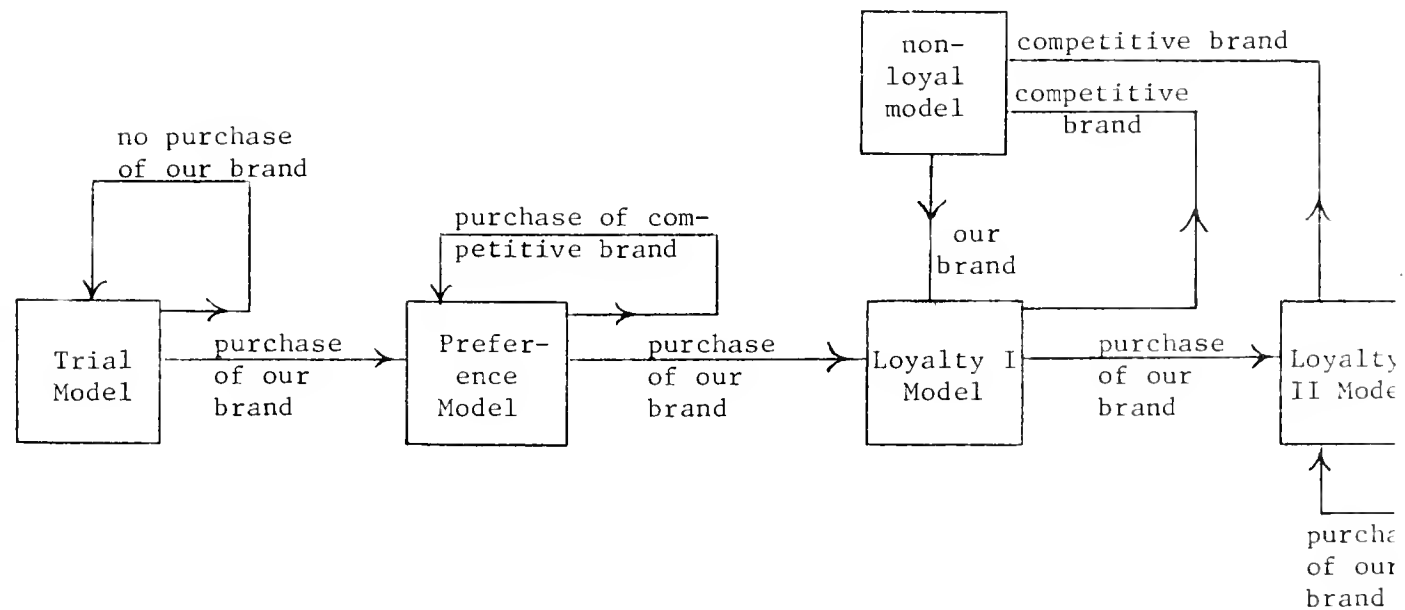 non-
loyal
model
competitive brand
competitive
brand
no purchase
of our brand
purchase of com-
petitive brand
our
brand
Trial
Model
purchase
of our
brand
Prefer-
ence
Model
purchase
of our
brand
Loyalty I
Model
purchase
of our
brand
Loyalty
II Mode
purcha
of our
brand